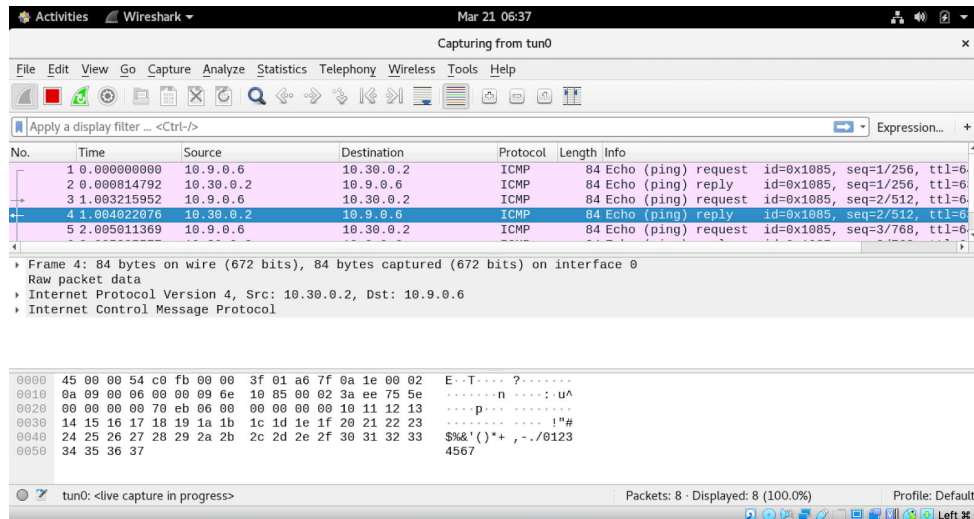 Activities Wireshark Mar 21 06:37
Capturing from tun0
File Edit View Go Capture Analyze Statistics Telephony Wireless Tools Help
Apply a display filter ... <Ctrl-/> Expression... +
No. Time Source Destination Protocol Length Info
1 0.000000000 10.9.0.6 10.30.0.2 ICMP 84 Echo (ping) request id=0x1085, seq=1/256, ttl=6
2 0.000814792 10.30.0.2 10.9.0.6 ICMP 84 Echo (ping) reply id=0x1085, seq=1/256, ttl=6
3 1.003215952 10.9.0.6 10.30.0.2 ICMP 84 Echo (ping) request id=0x1085, seq=2/512, ttl=6
4 1.004022076 10.30.0.2 10.9.0.6 ICMP 84 Echo (ping) reply id=0x1085, seq=2/512, ttl=6
5 2.005011369 10.9.0.6 10.30.0.2 ICMP 84 Echo (ping) request id=0x1085, seq=3/768, ttl=6
Frame 4: 84 bytes on wire (672 bits), 84 bytes captured (672 bits) on interface 0
Raw packet data
Internet Protocol Version 4, Src: 10.30.0.2, Dst: 10.9.0.6
Internet Control Message Protocol
0000 45 00 00 54 c0 fb 00 00 3f 01 a6 7f 0a 1e 00 02 E··T···· ?·······
0010 0a 09 00 06 00 00 09 6e 10 85 00 02 3a ee 75 5e ·······n ····:·u^
0020 00 00 00 00 70 eb 06 00 00 00 00 00 10 11 12 13 ····p··· ········
0030 14 15 16 17 18 19 1a 1b 1c 1d 1e 1f 20 21 22 23 ········ ···· !"#
0040 24 25 26 27 28 29 2a 2b 2c 2d 2e 2f 30 31 32 33 $%&'()*+ ,-./0123
0050 34 35 36 37 4567
tun0: <live capture in progress> Packets: 8 · Displayed: 8 (100.0%) Profile: Default
Left ⌘